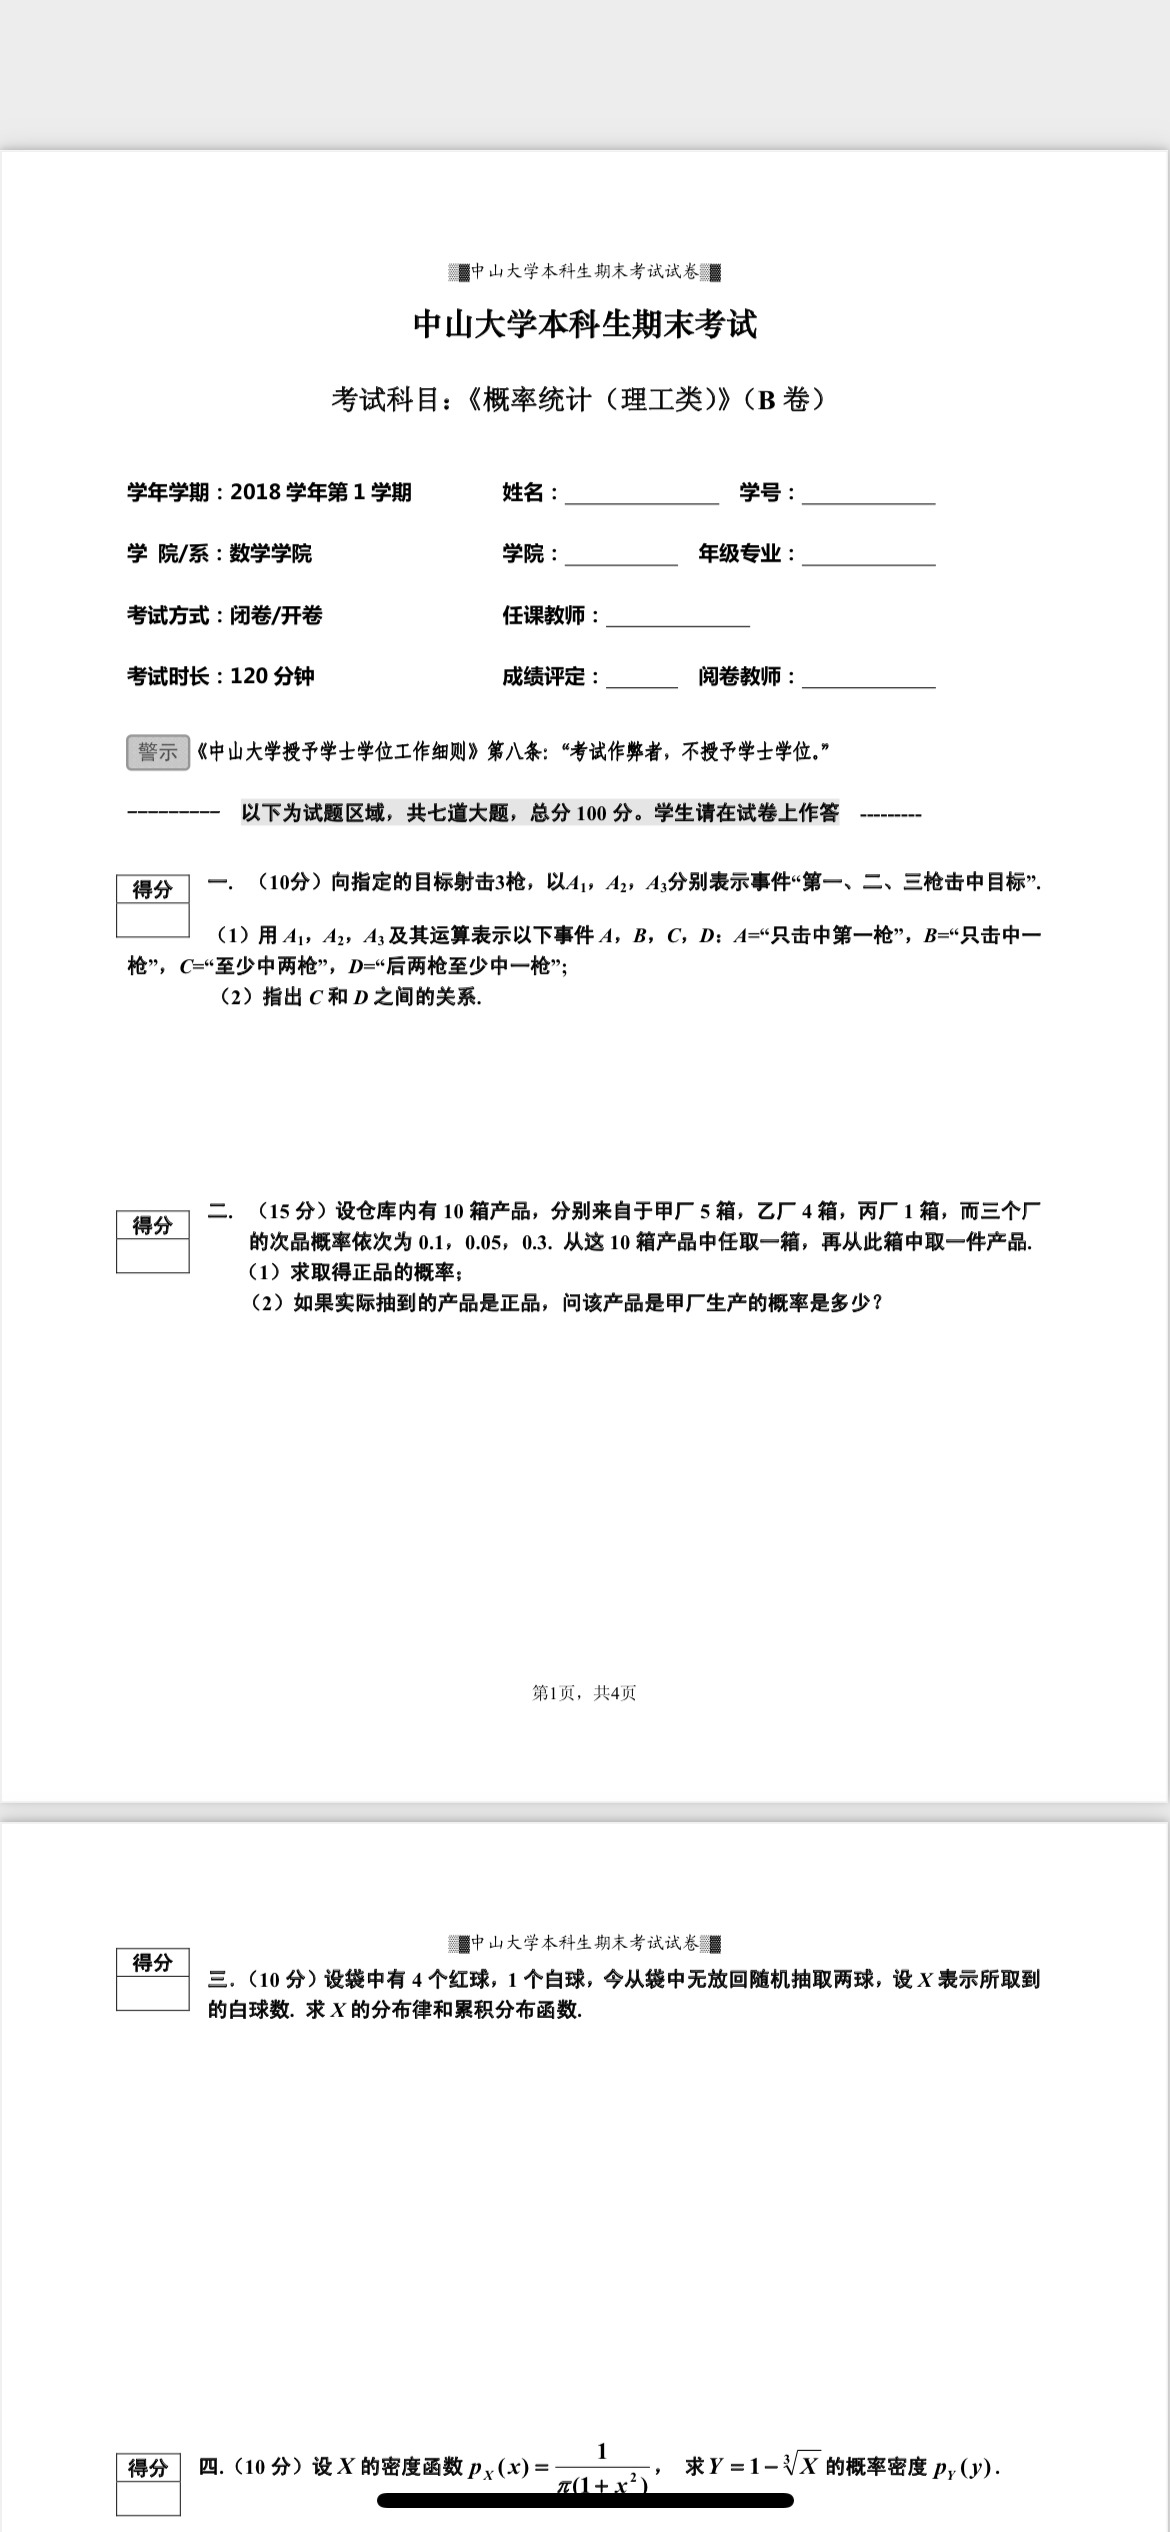 ▒▓中山大学本科生期末考试试卷▒▓
中山大学本科生期末考试
考试科目：《概率统计（理工类）》（B 卷）
学年学期：2018 学年第 1 学期 姓名：____________ 学号：____________
学 院/系：数学学院 学院：__________ 年级专业：____________
考试方式：闭卷/开卷 任课教师：____________
考试时长：120 分钟 成绩评定：______ 阅卷教师：____________
警示 《中山大学授予学士学位工作细则》第八条：“考试作弊者，不授予学士学位。”
--------- 以下为试题区域，共七道大题，总分 100 分。学生请在试卷上作答 ---------
得分 一. （10分）向指定的目标射击3枪，以A₁，A₂，A₃分别表示事件“第一、二、三枪击中目标”.
（1）用 A₁，A₂，A₃ 及其运算表示以下事件 A，B，C，D：A=“只击中第一枪”，B=“只击中一
枪”，C=“至少中两枪”，D=“后两枪至少中一枪”;
（2）指出 C 和 D 之间的关系.
得分 二. （15 分）设仓库内有 10 箱产品，分别来自于甲厂 5 箱，乙厂 4 箱，丙厂 1 箱，而三个厂
的次品概率依次为 0.1，0.05，0.3. 从这 10 箱产品中任取一箱，再从此箱中取一件产品.
（1）求取得正品的概率；
（2）如果实际抽到的产品是正品，问该产品是甲厂生产的概率是多少？
第1页，共4页
▒▓中山大学本科生期末考试试卷▒▓
得分 三.（10 分）设袋中有 4 个红球，1 个白球，今从袋中无放回随机抽取两球，设 X 表示所取到
的白球数. 求 X 的分布律和累积分布函数.
得分 四.（10 分）设 X 的密度函数 p_X(x) = 1/(π(1+x²))， 求 Y = 1−∛X 的概率密度 p_Y(y).